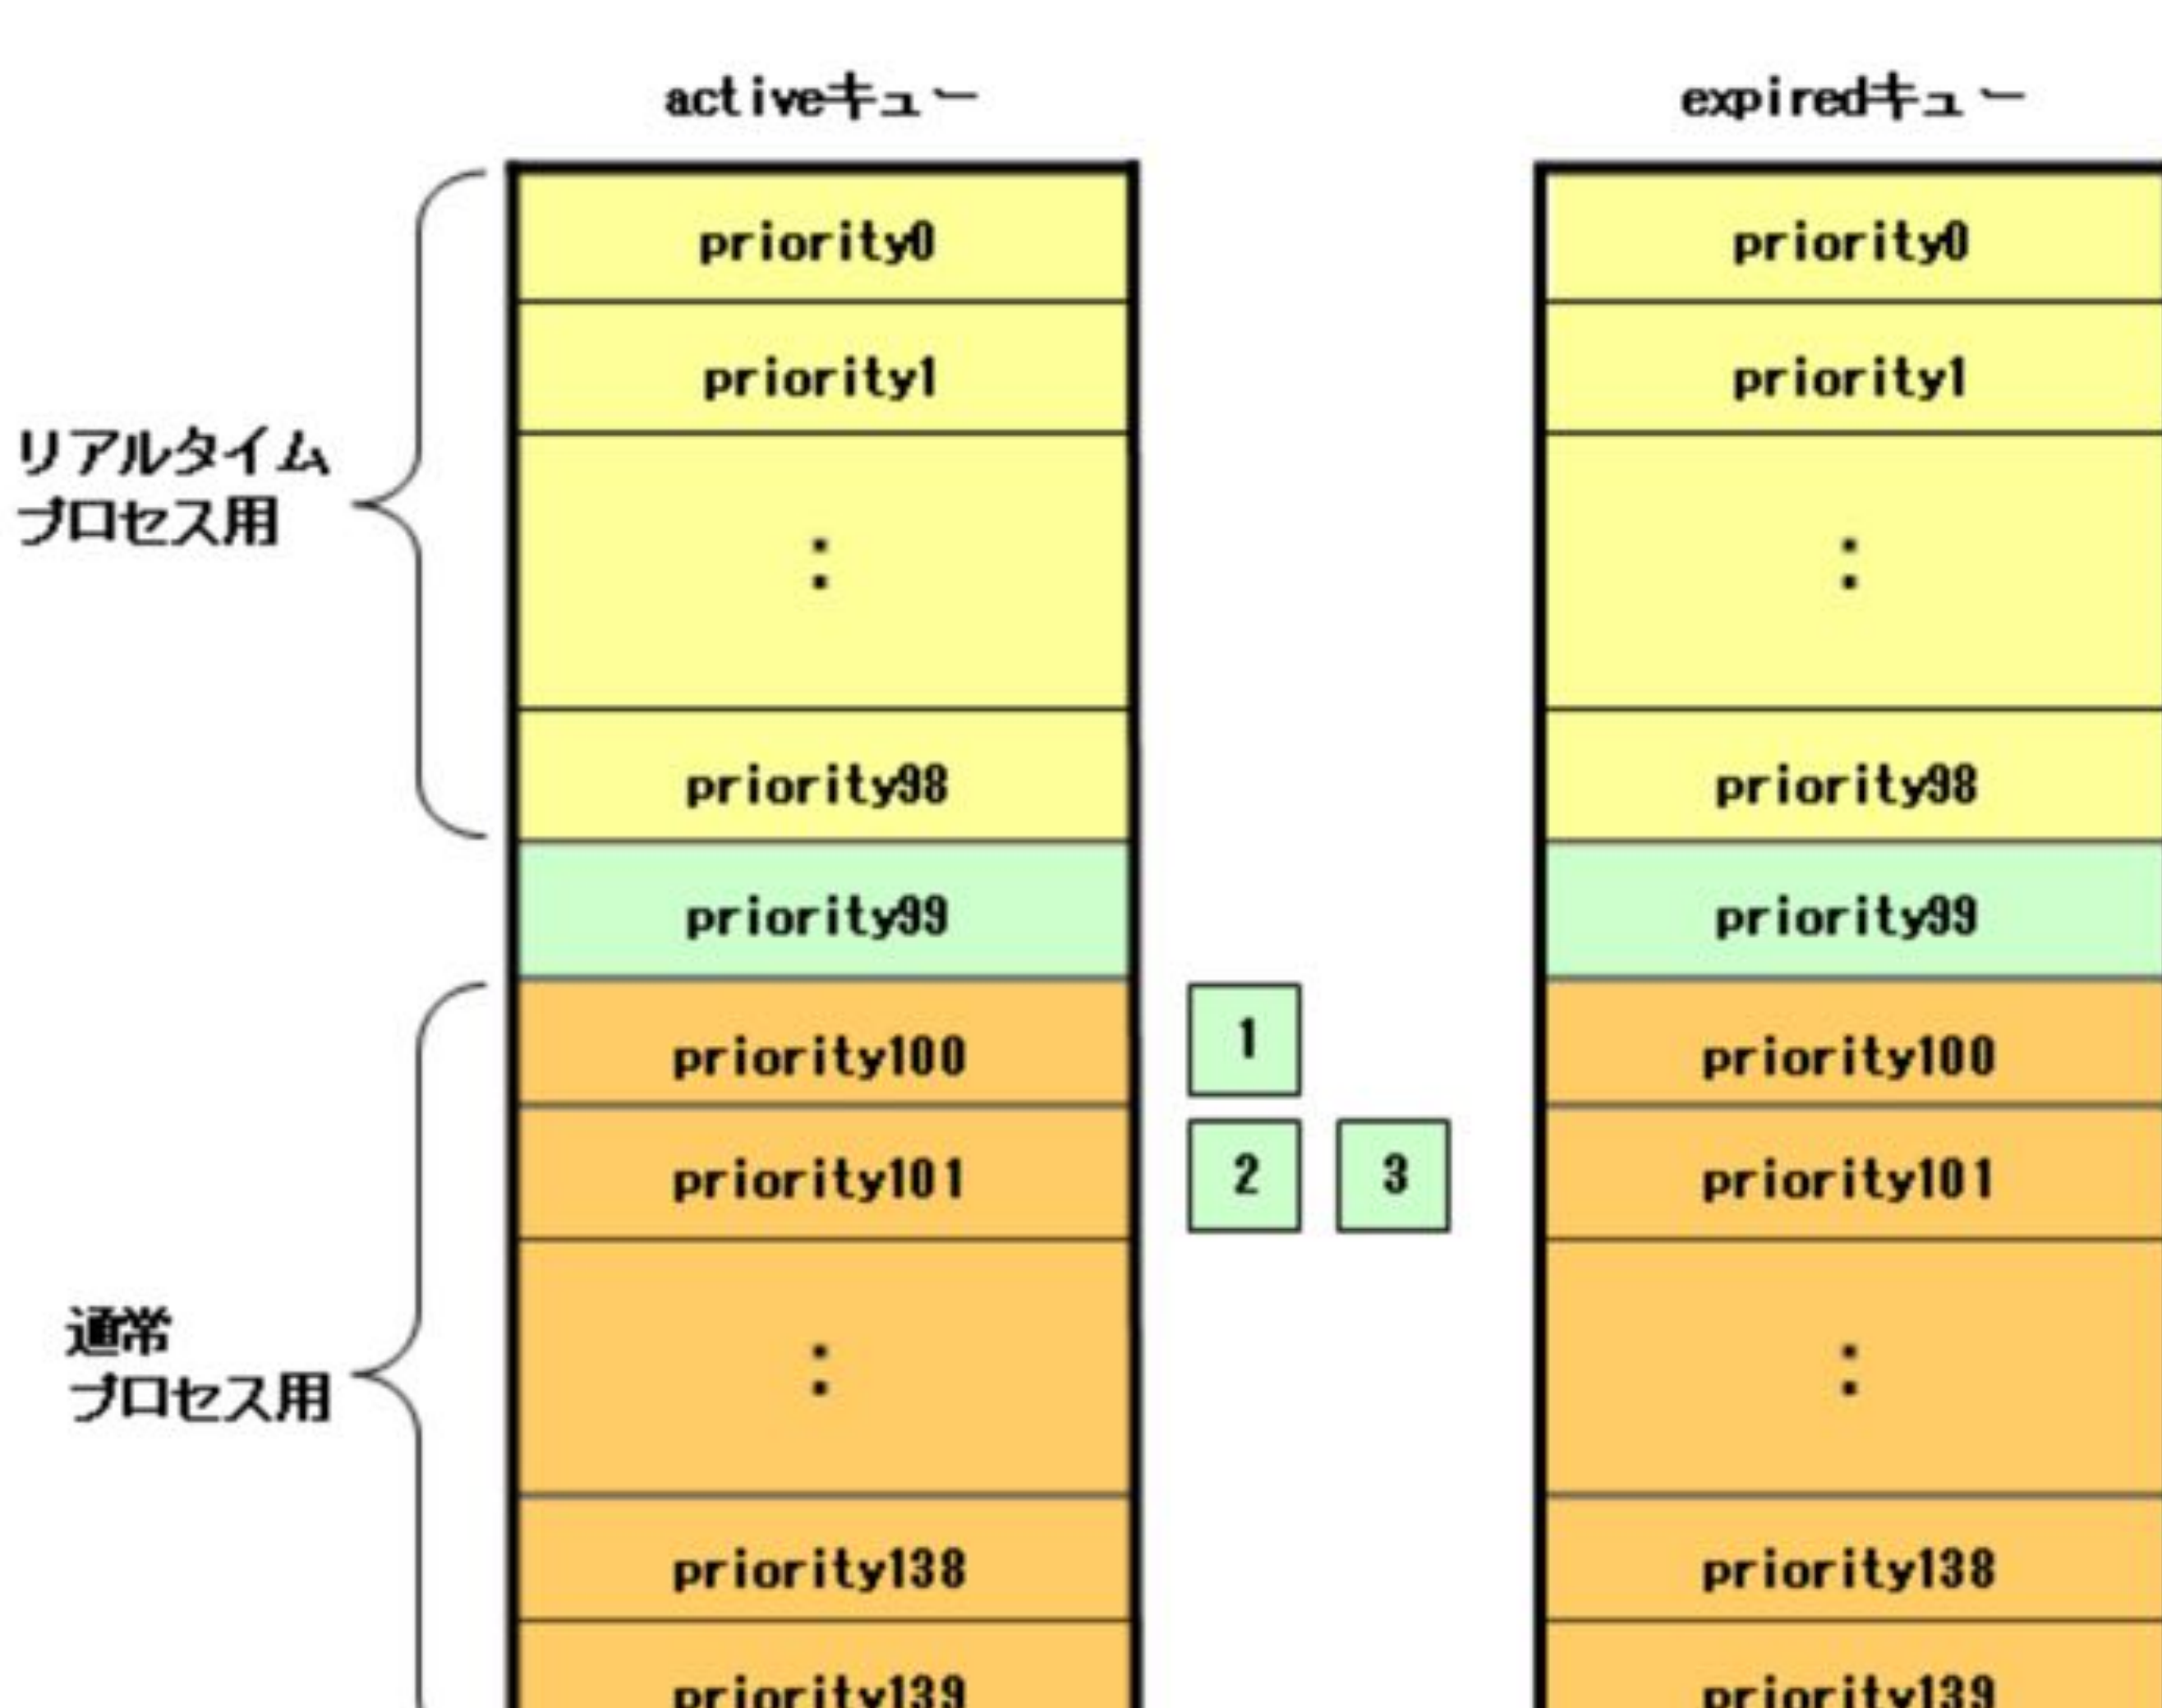 activeキュー
expiredキュー
リアルタイム
プロセス用
priority0
priority1
:
priority98
priority99
通常
プロセス用
priority100
priority101
:
priority138
priority139
1
2 3
priority0
priority1
:
priority98
priority99
priority100
priority101
:
priority138
priority139